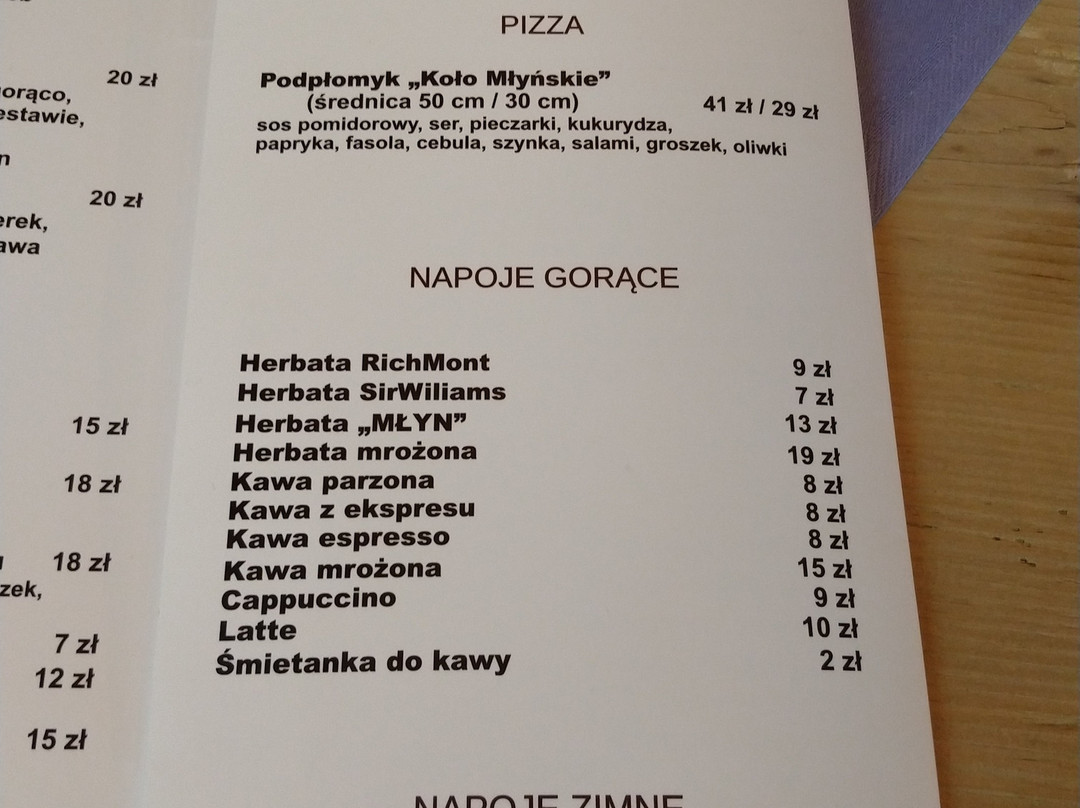 20 zł
estawie,
20 zł
15 zł
18 zł
18 zł
7 zł
12 zł
15 zł
PIZZA
Podpłomyk „Koło Młyńskie”
(średnica 50 cm / 30 cm) 41 zł / 29 zł
sos pomidorowy, ser, pieczarki, kukurydza,
papryka, fasola, cebula, szynka, salami, groszek, oliwki
NAPOJE GORĄCE
Herbata RichMont 9 zł
Herbata SirWiliams 7 zł
Herbata „MŁYN” 13 zł
Herbata mrożona 19 zł
Kawa parzona 8 zł
Kawa z ekspresu 8 zł
Kawa espresso 8 zł
Kawa mrożona 15 zł
Cappuccino 9 zł
Latte 10 zł
Śmietanka do kawy 2 zł
NAPOJE ZIMNE